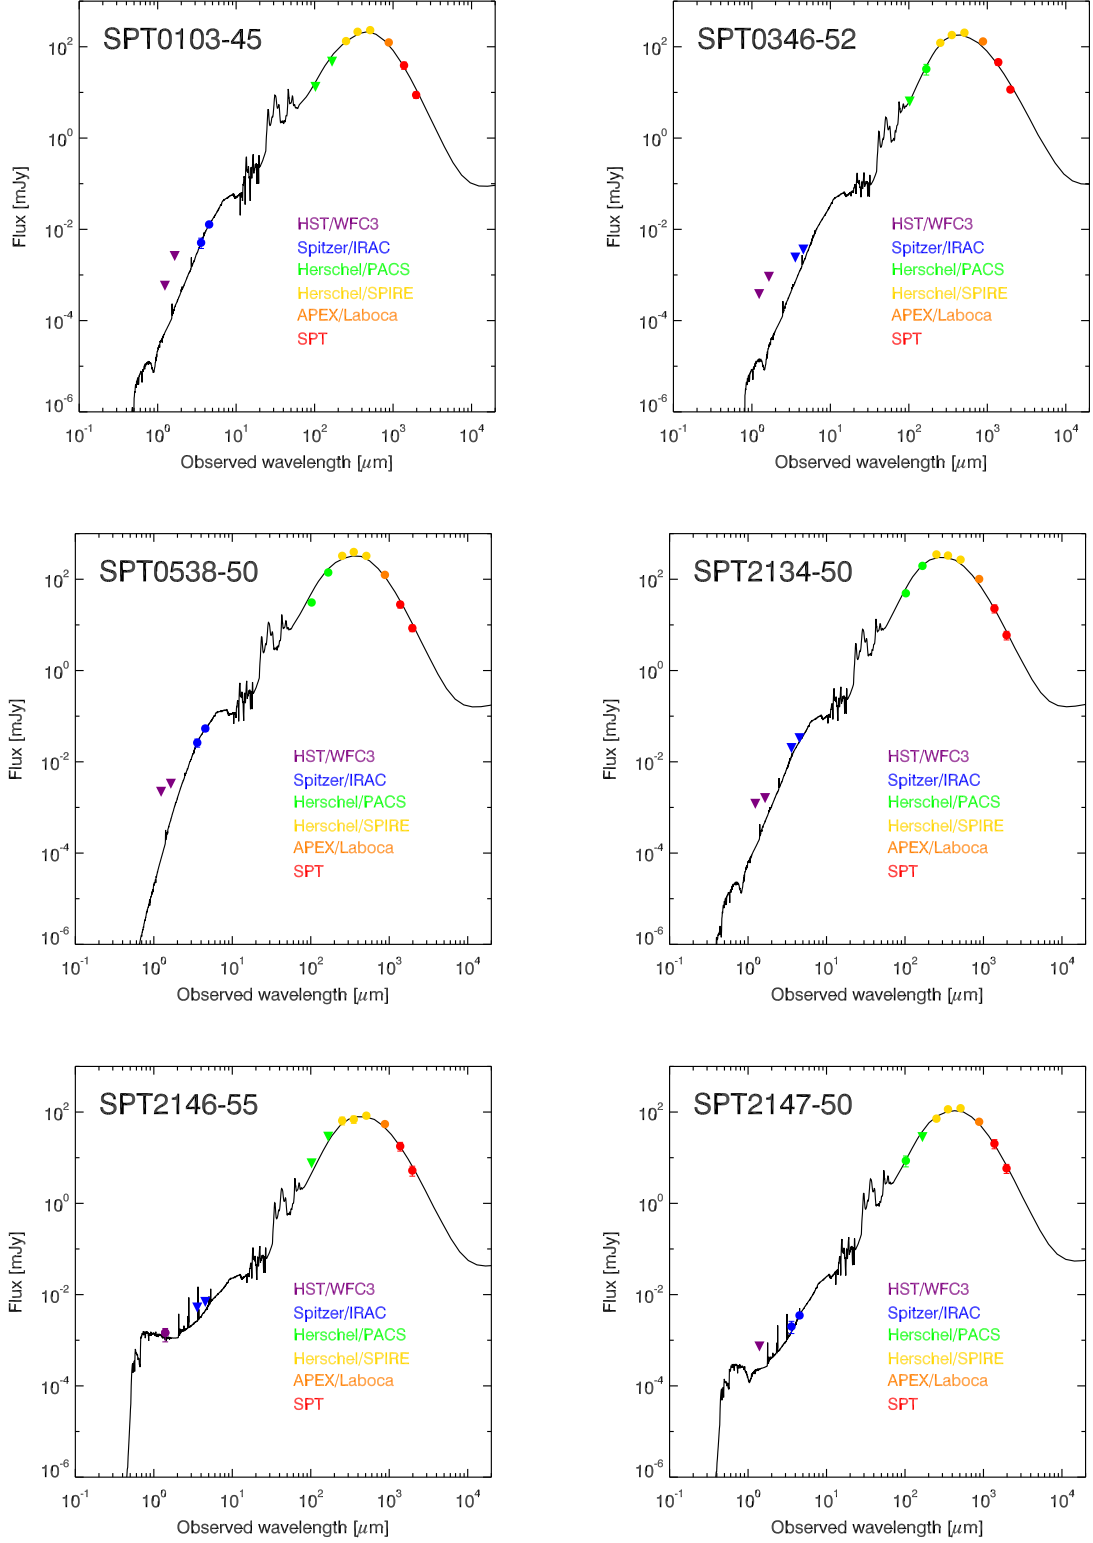 SPT0103-45
10^2
10^0
10^-2
10^-4
10^-6
Flux [mJy]
HST/WFC3
Spitzer/IRAC
Herschel/PACS
Herschel/SPIRE
APEX/Laboca
SPT
10^-1 10^0 10^1 10^2 10^3 10^4
Observed wavelength [μm]
SPT0346-52
10^2
10^0
10^-2
10^-4
10^-6
Flux [mJy]
HST/WFC3
Spitzer/IRAC
Herschel/PACS
Herschel/SPIRE
APEX/Laboca
SPT
10^-1 10^0 10^1 10^2 10^3 10^4
Observed wavelength [μm]
SPT0538-50
10^2
10^0
10^-2
10^-4
10^-6
Flux [mJy]
HST/WFC3
Spitzer/IRAC
Herschel/PACS
Herschel/SPIRE
APEX/Laboca
SPT
10^-1 10^0 10^1 10^2 10^3 10^4
Observed wavelength [μm]
SPT2134-50
10^2
10^0
10^-2
10^-4
10^-6
Flux [mJy]
HST/WFC3
Spitzer/IRAC
Herschel/PACS
Herschel/SPIRE
APEX/Laboca
SPT
10^-1 10^0 10^1 10^2 10^3 10^4
Observed wavelength [μm]
SPT2146-55
10^2
10^0
10^-2
10^-4
10^-6
Flux [mJy]
HST/WFC3
Spitzer/IRAC
Herschel/PACS
Herschel/SPIRE
APEX/Laboca
SPT
10^-1 10^0 10^1 10^2 10^3 10^4
Observed wavelength [μm]
SPT2147-50
10^2
10^0
10^-2
10^-4
10^-6
Flux [mJy]
HST/WFC3
Spitzer/IRAC
Herschel/PACS
Herschel/SPIRE
APEX/Laboca
SPT
10^-1 10^0 10^1 10^2 10^3 10^4
Observed wavelength [μm]